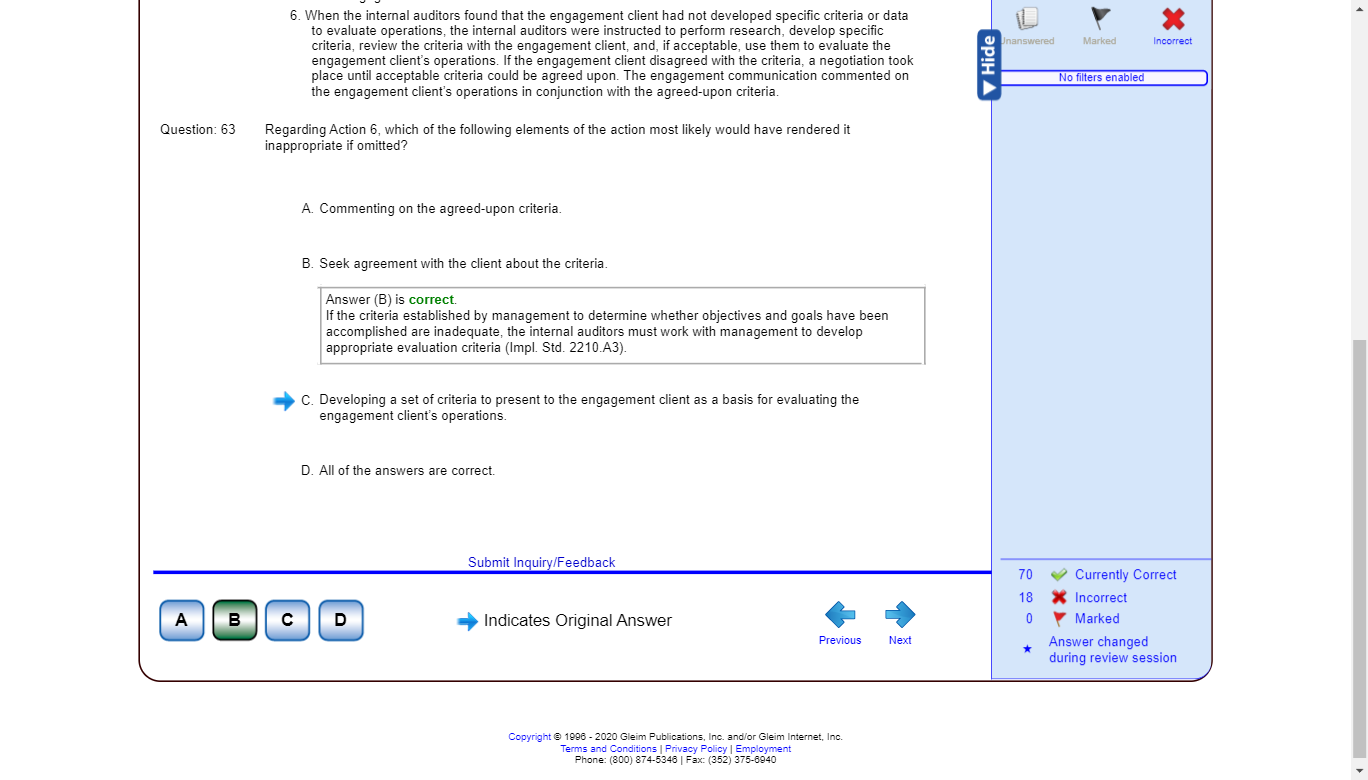 6. When the internal auditors found that the engagement client had not developed specific criteria or data
to evaluate operations, the internal auditors were instructed to perform research, develop specific
criteria, review the criteria with the engagement client, and, if acceptable, use them to evaluate the
engagement client's operations. If the engagement client disagreed with the criteria, a negotiation took
place until acceptable criteria could be agreed upon. The engagement communication commented on
the engagement client's operations in conjunction with the agreed-upon criteria.
Question: 63
Regarding Action 6, which of the following elements of the action most likely would have rendered it
inappropriate if omitted?
A. Commenting on the agreed-upon criteria.
B. Seek agreement with the client about the criteria.
Answer (B) is correct.
If the criteria established by management to determine whether objectives and goals have been
accomplished are inadequate, the internal auditors must work with management to develop
appropriate evaluation criteria (Impl. Std. 2210.A3).
C. Developing a set of criteria to present to the engagement client as a basis for evaluating the
engagement client's operations.
D. All of the answers are correct.
Submit Inquiry/Feedback
A B C D
Indicates Original Answer
Previous Next
Hide
Unanswered Marked Incorrect
No filters enabled
70 Currently Correct
18 Incorrect
0 Marked
Answer changed
during review session
Copyright © 1996 - 2020 Gleim Publications, Inc. and/or Gleim Internet, Inc.
Terms and Conditions | Privacy Policy | Employment
Phone: (800) 874-5346 | Fax: (352) 375-6940